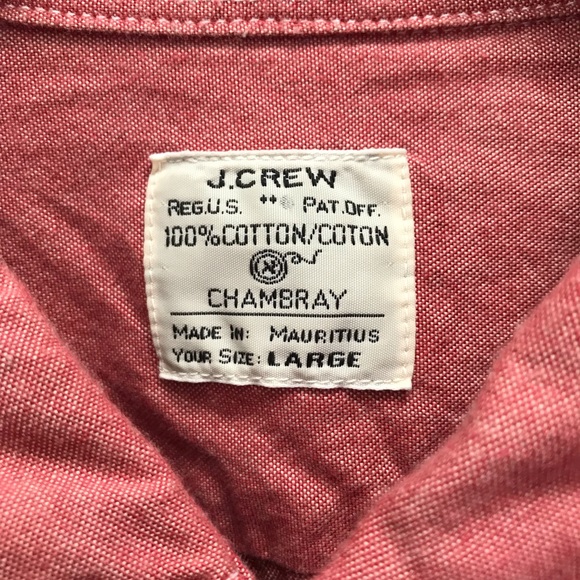 J.CREW
REG.U.S. ** PAT.OFF.
100%COTTON/COTON
CHAMBRAY
MADE IN: MAURITIUS
YOUR SIZE: LARGE